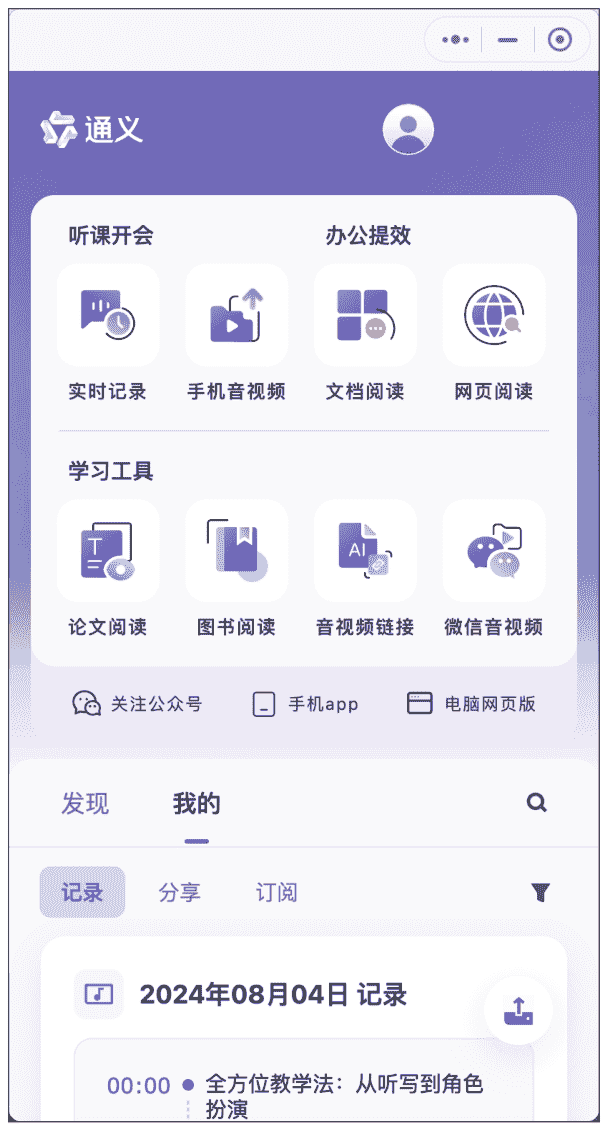 通义
听课开会 办公提效
实时记录 手机音视频 文档阅读 网页阅读
学习工具
T
AI
论文阅读 图书阅读 音视频链接 微信音视频
关注公众号 手机app 电脑网页版
发现 我的
记录 分享 订阅
2024年08月04日 记录
00:00 全方位教学法：从听写到角色
扮演